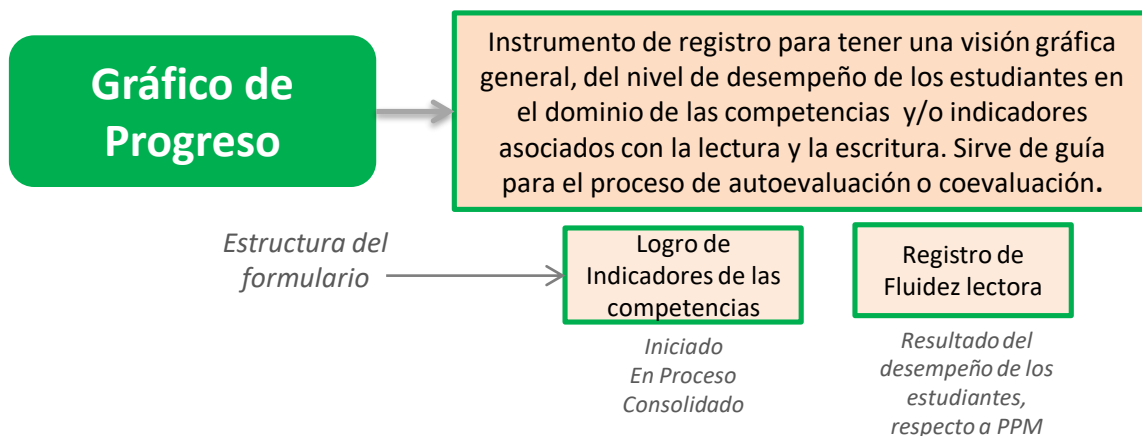 Gráfico de
Progreso
Instrumento de registro para tener una visión gráfica
general, del nivel de desempeño de los estudiantes en
el dominio de las competencias y/o indicadores
asociados con la lectura y la escritura. Sirve de guía
para el proceso de autoevaluación o coevaluación.
Estructura del
formulario
Logro de
Indicadores de las
competencias
Iniciado
En Proceso
Consolidado
Registro de
Fluidez lectora
Resultado del
desempeño de los
estudiantes,
respecto a PPM